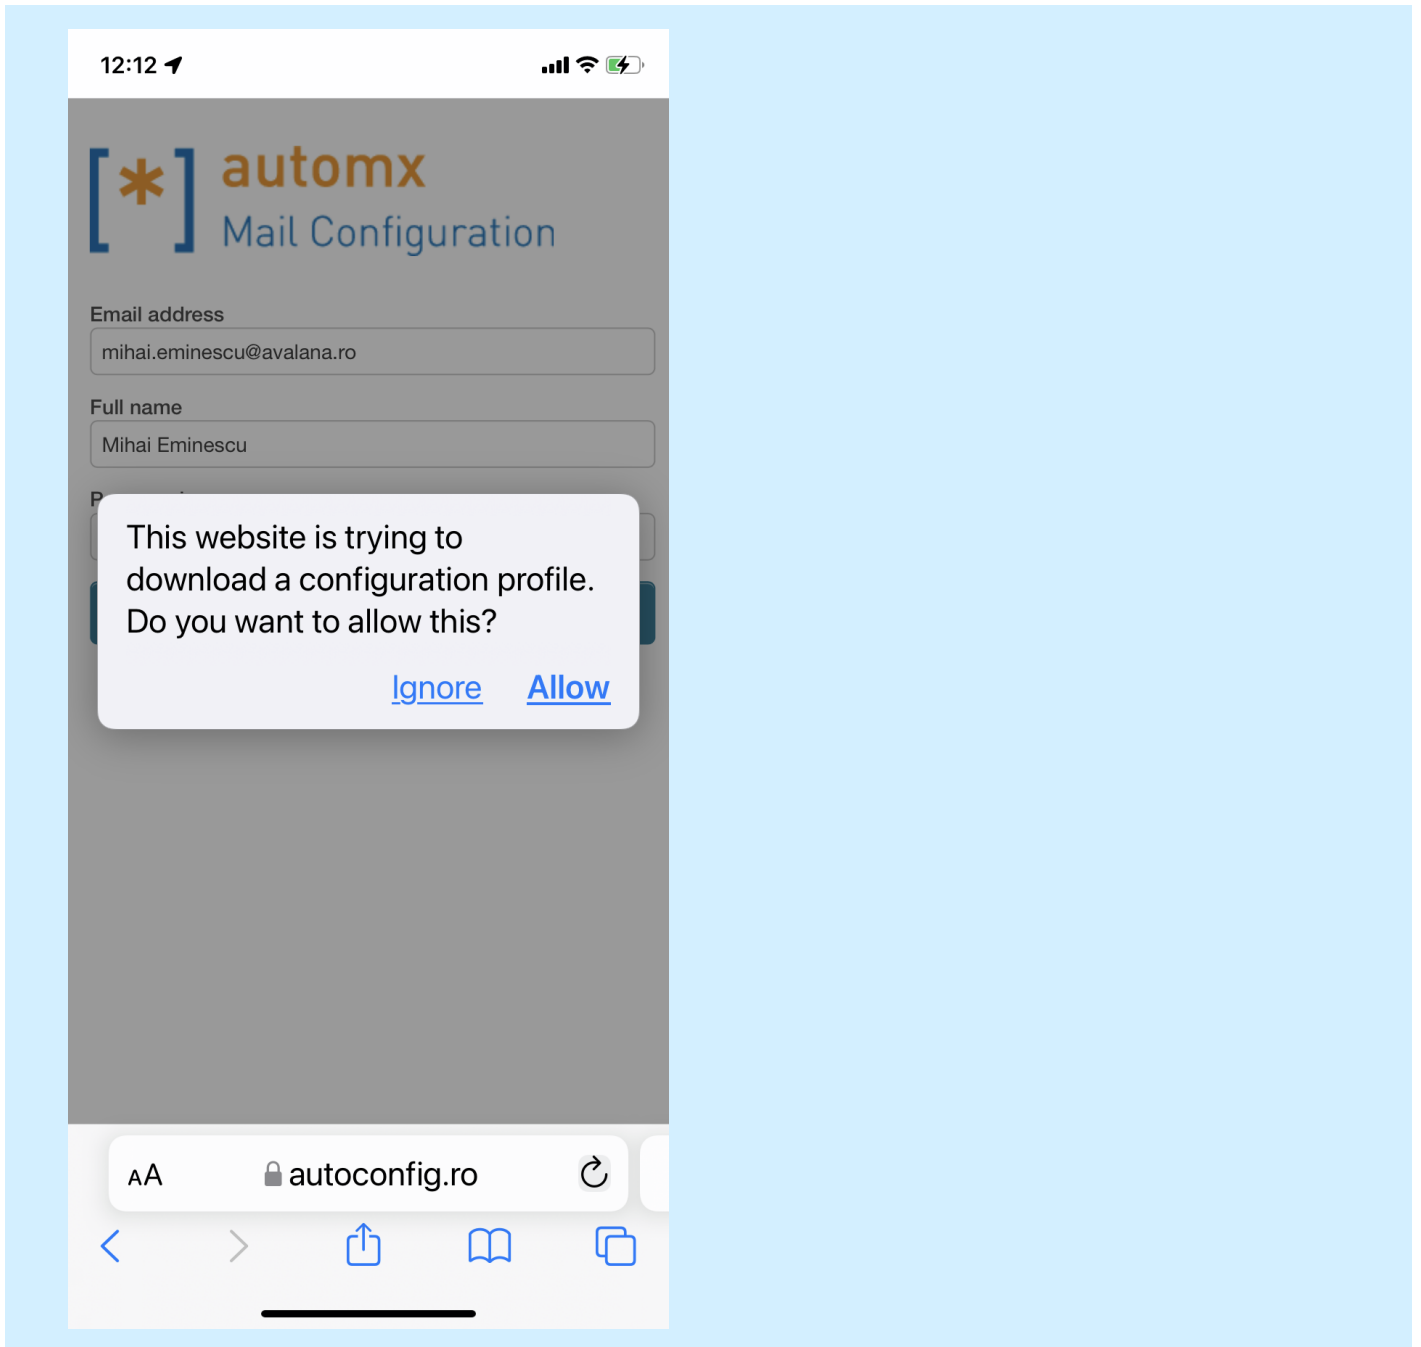 12:12
[*] automx
Mail Configuration
Email address
mihai.eminescu@avalana.ro
Full name
Mihai Eminescu
This website is trying to
download a configuration profile.
Do you want to allow this?
Ignore Allow
AA autoconfig.ro